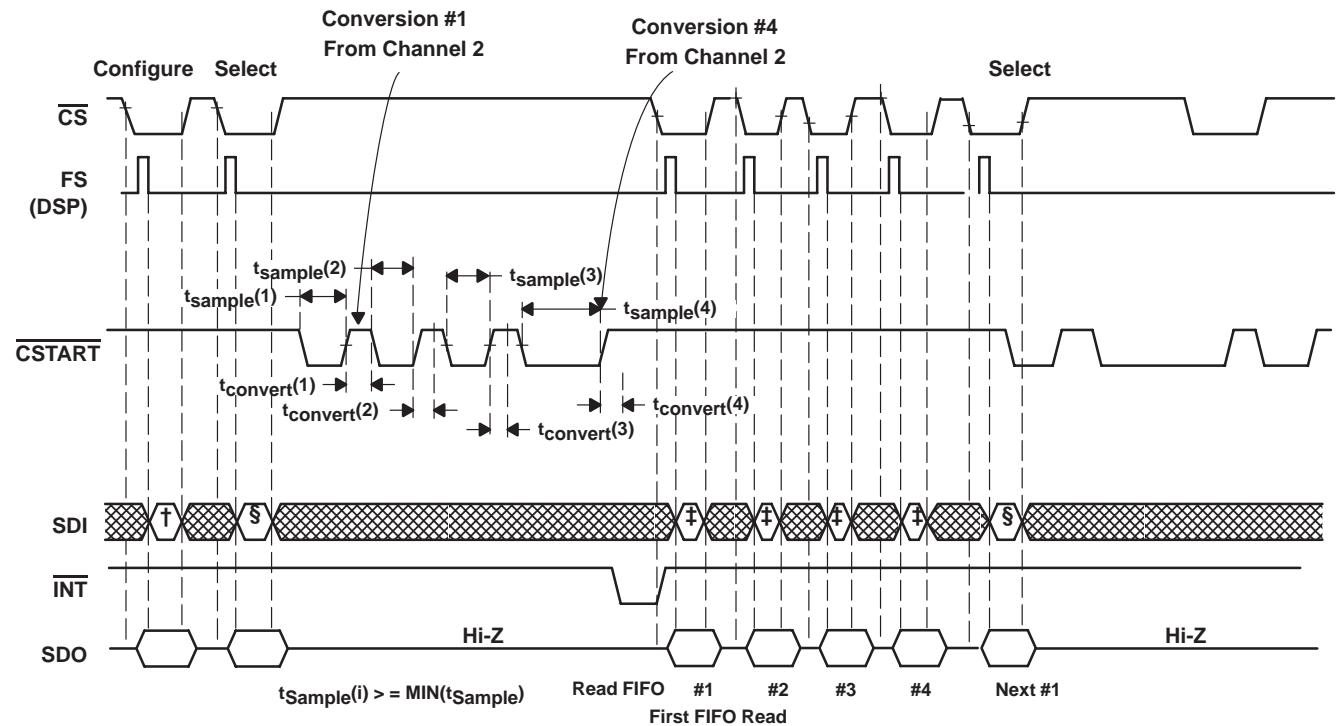 Conversion #1
From Channel 2
Conversion #4
From Channel 2
Configure
Select
Select
CS
FS
(DSP)
tsample(2)
tsample(3)
tsample(1)
tsample(4)
CSTART
tconvert(1)
tconvert(2)
tconvert(4)
tconvert(3)
SDI
†
§
‡
‡
‡
‡
§
INT
Hi-Z
Hi-Z
SDO
tSample(i) > = MIN(tSample)
Read FIFO
#1
#2
#3
#4
Next #1
First FIFO Read